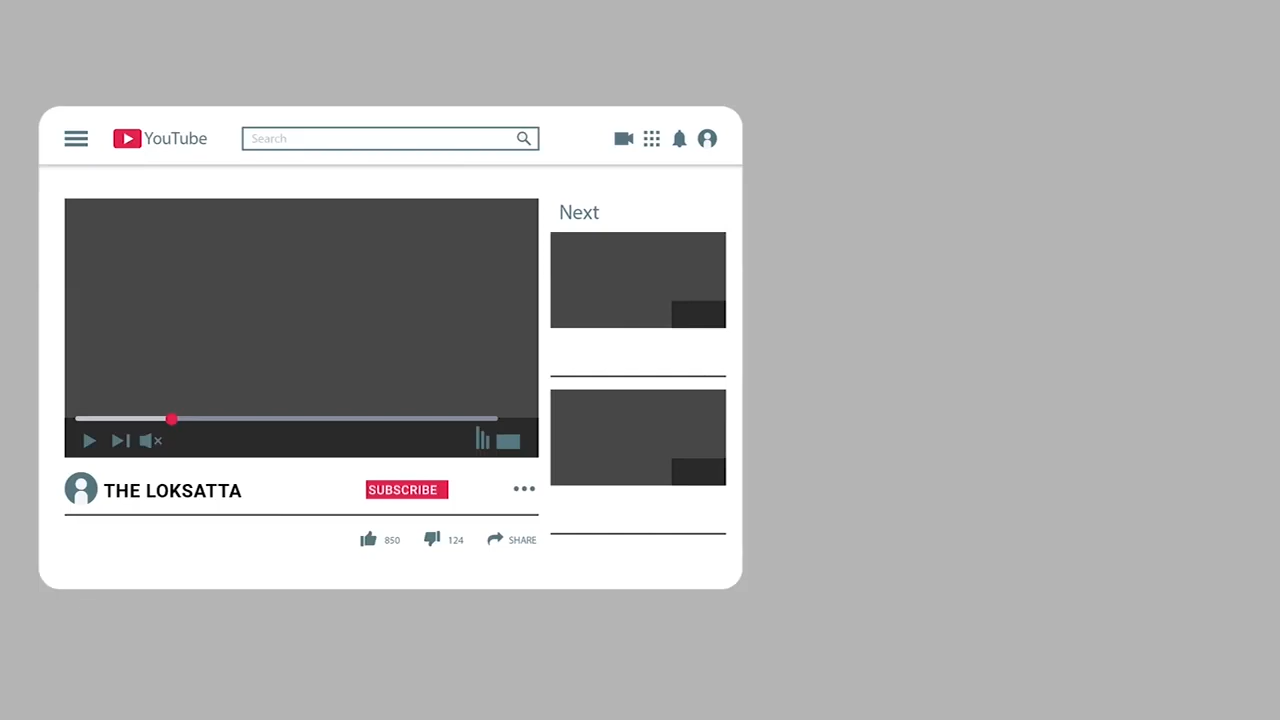 YouTube
Search
Next
THE LOKSATTA
SUBSCRIBE
850
124
SHARE